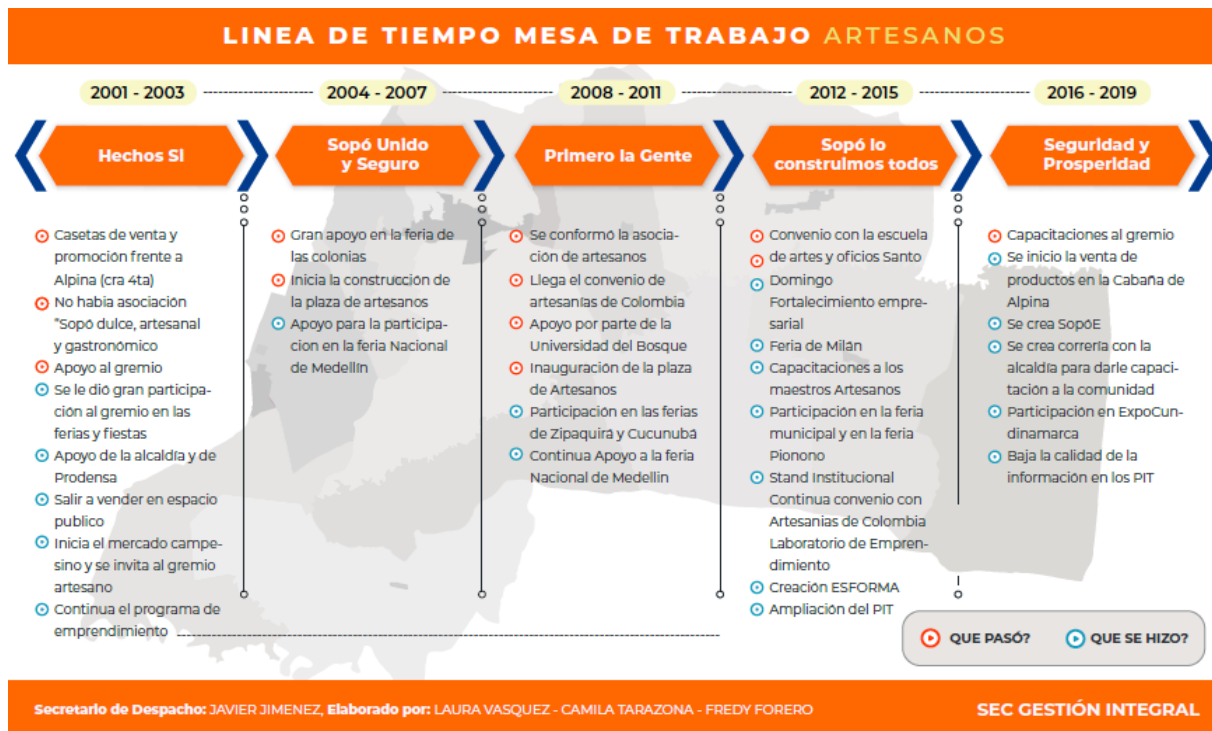 LINEA DE TIEMPO MESA DE TRABAJO ARTESANOS
2001 - 2003
2004 - 2007
2008 - 2011
2012 - 2015
2016 - 2019
Hechos SI
Sopó Unido
y Seguro
Primero la Gente
Sopó lo
construimos todos
Seguridad y
Prosperidad
Casetas de venta y
promoción frente a
Alpina (cra 4ta)
No habia asociación
"Sopó dulce, artesanal
y gastronómico
Apoyo al gremio
Se le dió gran participa-
ción al gremio en las
ferias y fiestas
Apoyo de la alcaldía y de
Prodensa
Salir a vender en espacio
publico
Inicia el mercado campe-
sino y se invita al gremio
artesano
Continua el programa de
emprendimiento
Gran apoyo en la feria de
las colonias
Inicia la construcción de
la plaza de artesanos
Apoyo para la participa-
cion en la feria Nacional
de Medellín
Se conformó la asocia-
ción de artesanos
Llega el convenio de
artesanías de Colombia
Apoyo por parte de la
Universidad del Bosque
Inauguración de la plaza
de Artesanos
Participación en las ferias
de Zipaquirá y Cucunubá
Continua Apoyo a la feria
Nacional de Medellin
Convenio con la escuela
de artes y oficios Santo
Domingo
Fortalecimiento empre-
sarial
Feria de Milán
Capacitaciones a los
maestros Artesanos
Participación en la feria
municipal y en la feria
Pionono
Stand Institucional
Continua convenio con
Artesanias de Colombia
Laboratorio de Empren-
dimiento
Creación ESFORMA
Ampliación del PIT
Capacitaciones al gremio
Se inicio la venta de
productos en la Cabaña de
Alpina
Se crea SopóE
Se crea correría con la
alcaldía para darle capaci-
tación a la comunidad
Participación en ExpoCun-
dinamarca
Baja la calidad de la
información en los PIT
QUE PASÓ?
QUE SE HIZO?
Secretario de Despacho: JAVIER JIMENEZ, Elaborado por: LAURA VASQUEZ - CAMILA TARAZONA - FREDY FORERO
SEC GESTIÓN INTEGRAL